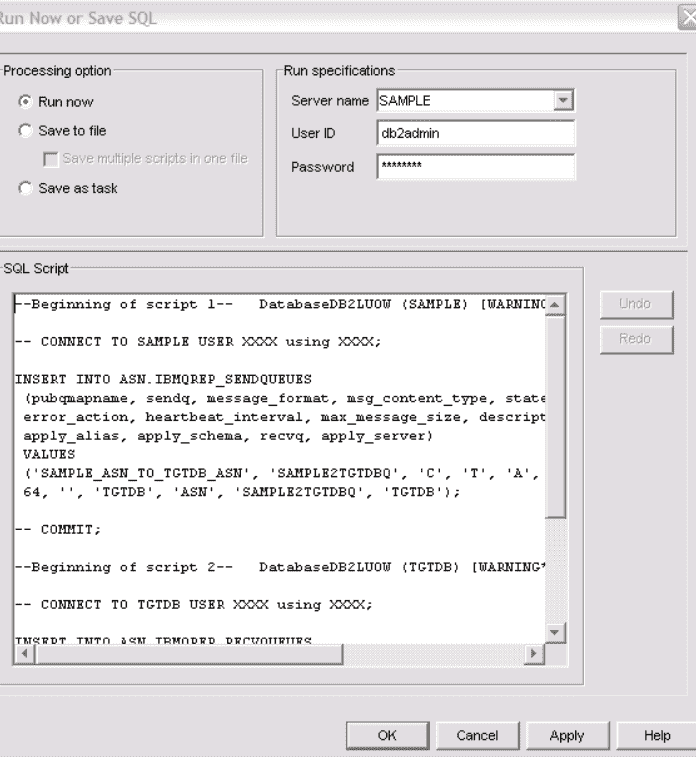 Run Now or Save SQL
Processing option
Run now
Save to file
Save multiple scripts in one file
Save as task
Run specifications
Server name SAMPLE
User ID db2admin
Password ********
SQL Script
--Beginning of script 1--   DatabaseDB2LUOW (SAMPLE) [WARNING
-- CONNECT TO SAMPLE USER XXXX using XXXX;
INSERT INTO ASN.IBMQREP_SENDQUEUES
(pubqmapname, sendq, message_format, msg_content_type, state
error_action, heartbeat_interval, max_message_size, descript
apply_alias, apply_schema, recvq, apply_server)
VALUES
('SAMPLE_ASN_TO_TGTDB_ASN', 'SAMPLE2TGTDBQ', 'C', 'T', 'A',
64, '', 'TGTDB', 'ASN', 'SAMPLE2TGTDBQ', 'TGTDB');
-- COMMIT;
--Beginning of script 2--   DatabaseDB2LUOW (TGTDB) [WARNING*
-- CONNECT TO TGTDB USER XXXX using XXXX;
INSERT INTO ASN.IBMQREP_RECVQUEUES
Undo
Redo
OK
Cancel
Apply
Help